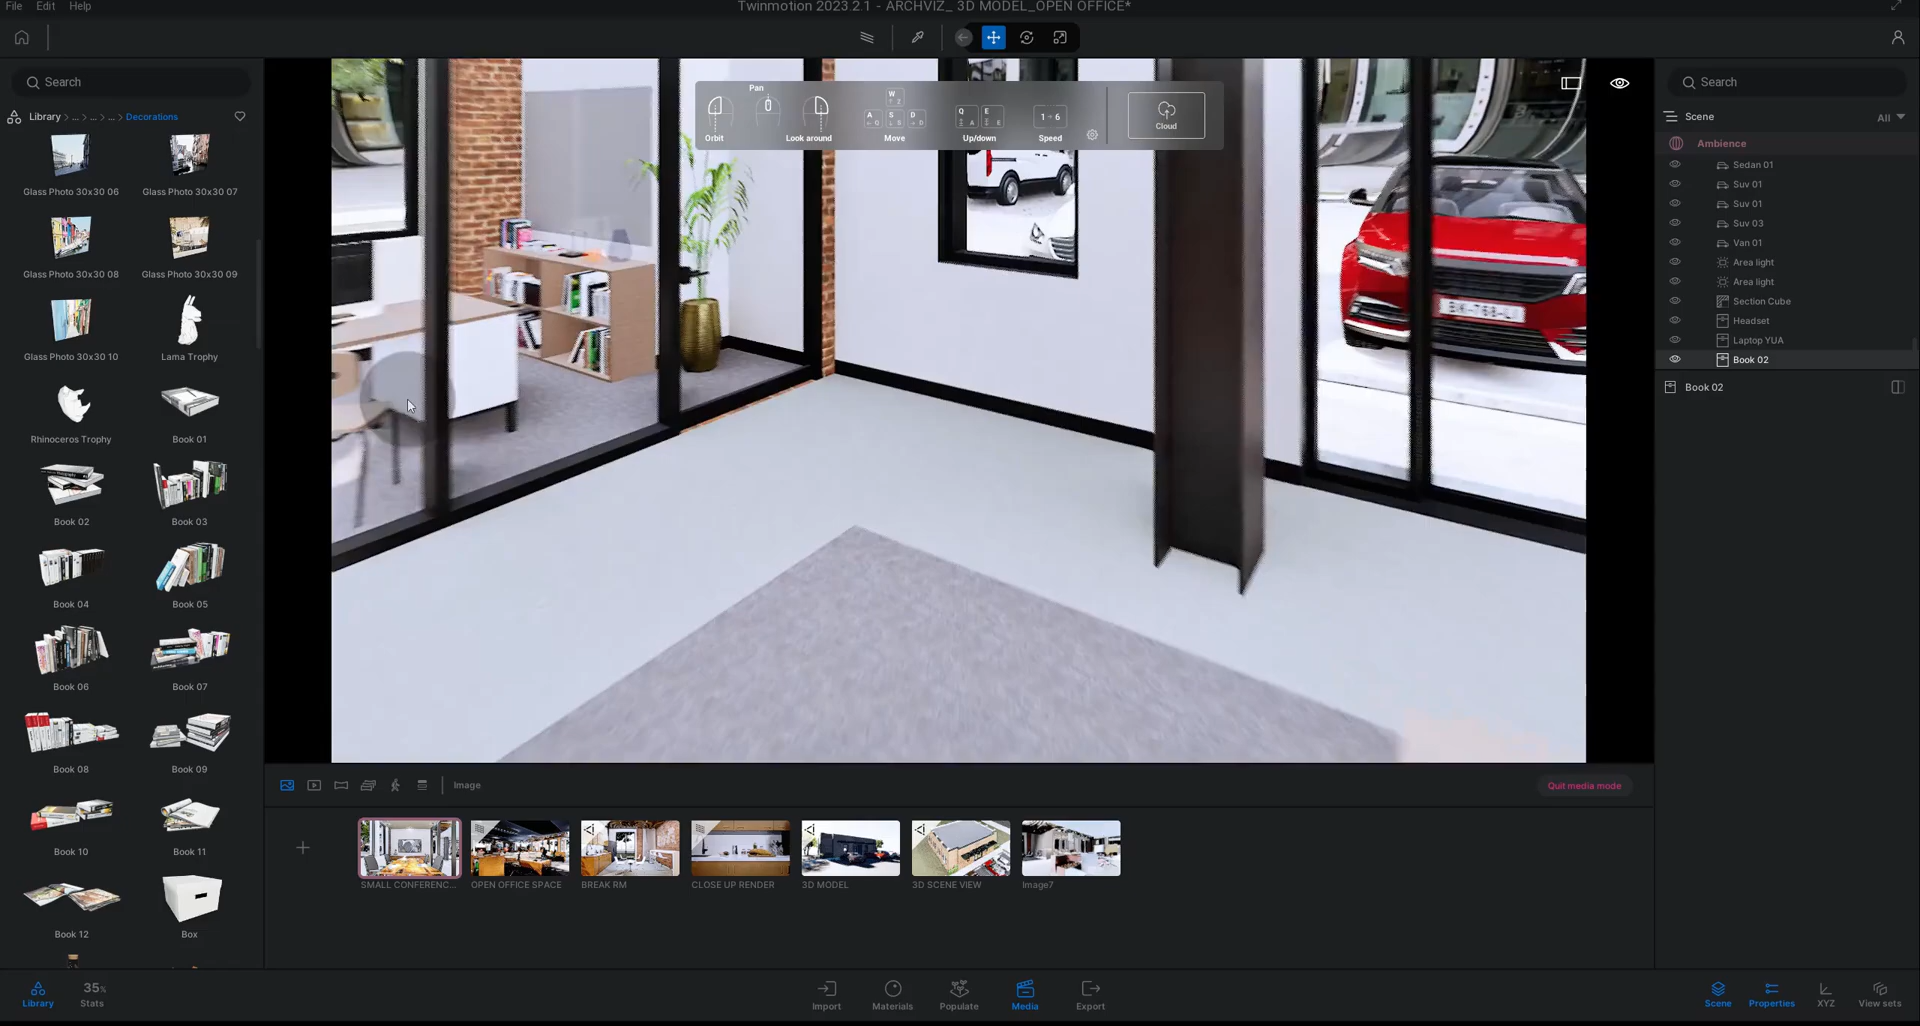 File Edit Help
Twinmotion 2023.2.1 - ARCHVIZ_ 3D MODEL_OPEN OFFICE*
Search
Library > ... > ... > ... > Decorations
Glass Photo 30x30 06
Glass Photo 30x30 07
Glass Photo 30x30 08
Glass Photo 30x30 09
Glass Photo 30x30 10
Lama Trophy
Rhinoceros Trophy
Book 01
Book 02
Book 03
Book 04
Book 05
Book 06
Book 07
Book 08
Book 09
Book 10
Book 11
Book 12
Box
Pan
Orbit
Look around
W
A S D
Move
Q E
A E
Up/down
1 - 6
Speed
Cloud
Search
Scene
All
Ambience
Sedan 01
Suv 01
Suv 01
Suv 03
Van 01
Area light
Area light
Section Cube
Headset
Laptop YUA
Book 02
Book 02
Image
Quit media mode
SMALL CONFERENC...
OPEN OFFICE SPACE
BREAK RM
CLOSE UP RENDER
3D MODEL
3D SCENE VIEW
Image7
Library
35%
Stats
Import
Materials
Populate
Media
Export
Scene
Properties
XYZ
View sets